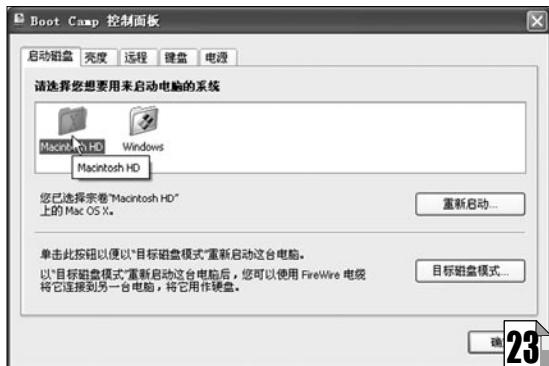 Boot Camp 控制面板
启动磁盘 亮度 远程 键盘 电源
请选择您想要用来启动电脑的系统
Macintosh HD Windows
Macintosh HD
您已选择宗卷“Macintosh HD”
上的 Mac OS X。
重新启动...
单击此按钮以便以“目标磁盘模式”重新启动这台电脑。
以“目标磁盘模式”重新启动这台电脑后，您可以使用 FireWire 电缆
将它连接到另一台电脑，将它用作硬盘。
目标磁盘模式...
确
23